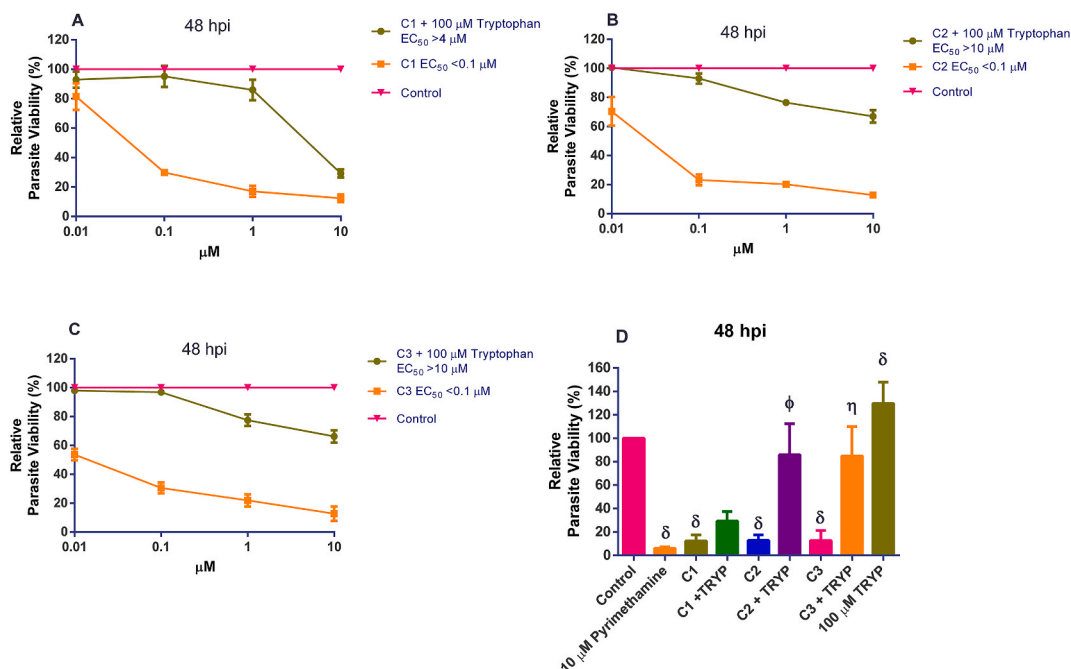 A
48 hpi
C1 + 100 μM Tryptophan
EC50 >4 μM
C1 EC50 <0.1 μM
Control
Relative
Parasite Viability (%)
120
100
80
60
40
20
0
0.01
0.1
1
10
μM
B
48 hpi
C2 + 100 μM Tryptophan
EC50 >10 μM
C2 EC50 <0.1 μM
Control
Relative
Parasite Viability (%)
120
100
80
60
40
20
0
0.01
0.1
1
10
μM
C
48 hpi
C3 + 100 μM Tryptophan
EC50 >10 μM
C3 EC50 <0.1 μM
Control
Relative
Parasite Viability (%)
120
100
80
60
40
20
0
0.01
0.1
1
10
μM
D
48 hpi
Relative
Parasite Viability (%)
160
140
120
100
80
60
40
20
0
δ
δ
δ
ϕ
δ
η
δ
Control
10 μM Pyrimethamine
C1
C1 +TRYP
C2
C2 + TRYP
C3
C3 + TRYP
100 μM TRYP